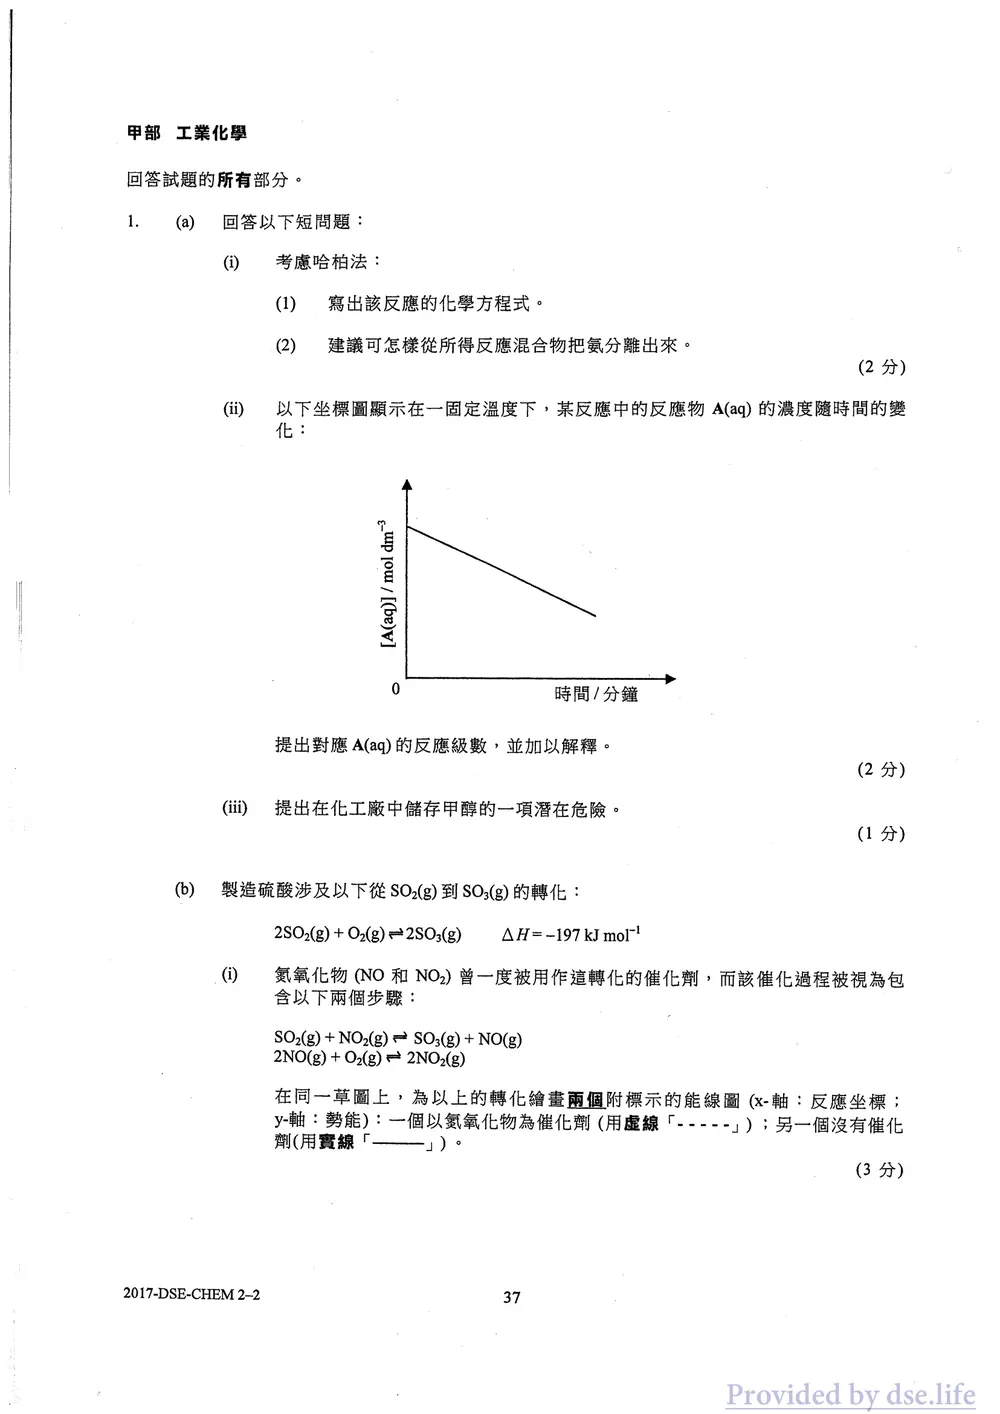 甲部 工業化學
回答試題的所有部分。
1. (a) 回答以下短問題：
(i) 考慮哈柏法：
(1) 寫出該反應的化學方程式。
(2) 建議可怎樣從所得反應混合物把氨分離出來。
(2 分)
(ii) 以下坐標圖顯示在一固定溫度下，某反應中的反應物 A(aq) 的濃度隨時間的變
化：
[A(aq)] / mol dm⁻³
0
時間 / 分鐘
提出對應 A(aq) 的反應級數，並加以解釋。
(2 分)
(iii) 提出在化工廠中儲存甲醇的一項潛在危險。
(1 分)
(b) 製造硫酸涉及以下從 SO₂(g) 到 SO₃(g) 的轉化：
2SO₂(g) + O₂(g) ⇌ 2SO₃(g) ΔH = −197 kJ mol⁻¹
(i) 氮氧化物 (NO 和 NO₂) 曾一度被用作這轉化的催化劑，而該催化過程被視為包
含以下兩個步驟：
SO₂(g) + NO₂(g) ⇌ SO₃(g) + NO(g)
2NO(g) + O₂(g) ⇌ 2NO₂(g)
在同一草圖上，為以上的轉化繪畫兩個附標示的能線圖 (x-軸：反應坐標；
y-軸：勢能)：一個以氮氧化物為催化劑 (用虛線「- - - - -」)；另一個沒有催化
劑(用實線「———」)。
(3 分)
2017-DSE-CHEM 2–2
37
Provided by dse.life